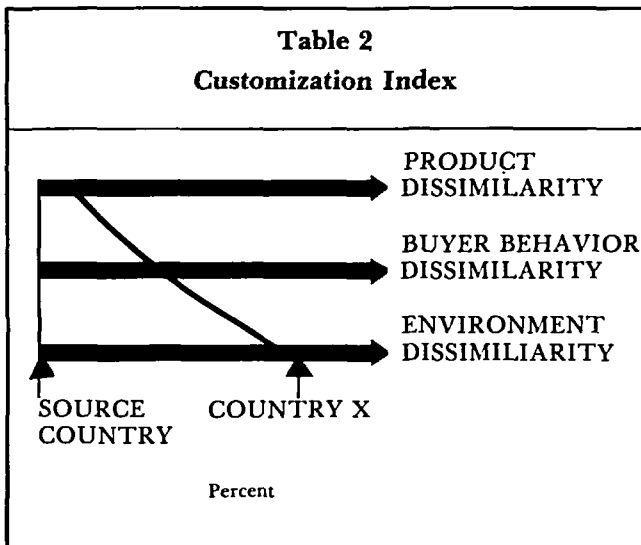 Table 2
Customization Index
PRODUCT
DISSIMILARITY
BUYER BEHAVIOR
DISSIMILARITY
ENVIRONMENT
DISSIMILIARITY
SOURCE
COUNTRY
COUNTRY X
Percent